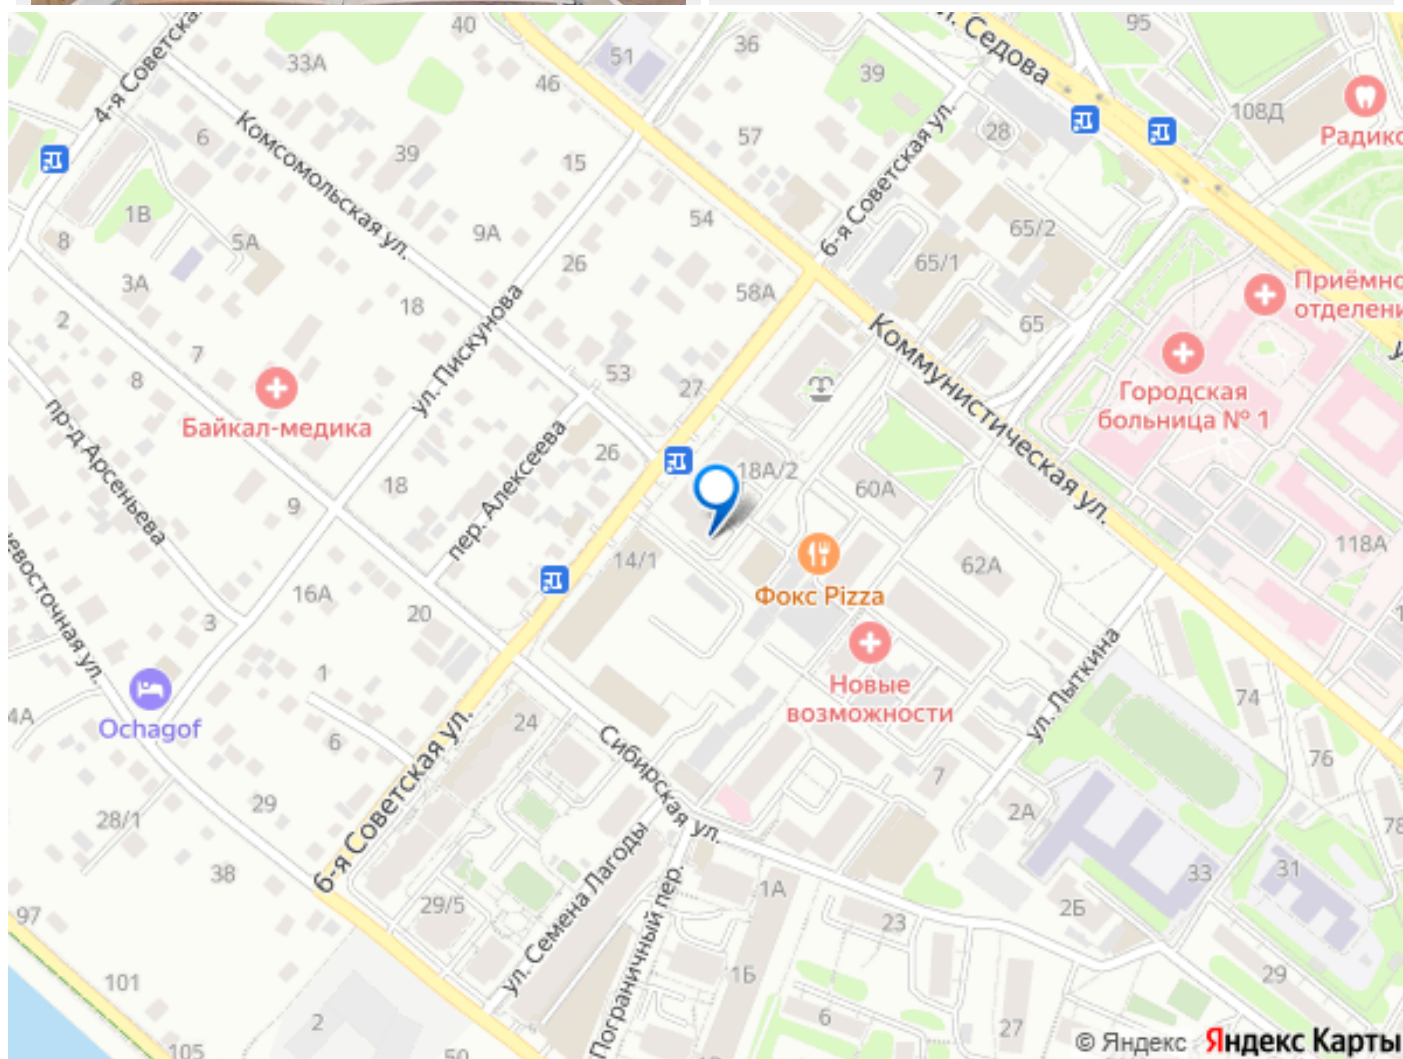 40
4-я Советская
33А
51
36
46
л. Седова
95
39
108Д
Радикс
6
Комсомольская ул.
39
15
57
6-я Советская ул.
28
1В
8
5А
9А
54
65/2
3А
26
65/1
Приёмно
отделени
2
18
ул. Пискунова
58А
65
7
53
27
Коммунистическая ул.
Городская
больница № 1
8
Байкал-медика
пр-д Арсеньева
18
пер. Алексеева
26
18А/2
60А
9
118А
14/1
Фокс Pizza
62А
16А
20
3
евосточная ул.
1
Новые
возможности
ул. Лыткина
74
4А
Ochagof
6
6-я Советская ул.
24
Сибирская ул.
76
29
28/1
7
2А
78
38
ул. Семена Лагоды
Пограничный пер.
33
31
97
29/5
1А
23
2Б
101
1Б
29
2
6
27
105
50
© Яндекс
Яндекс Карты